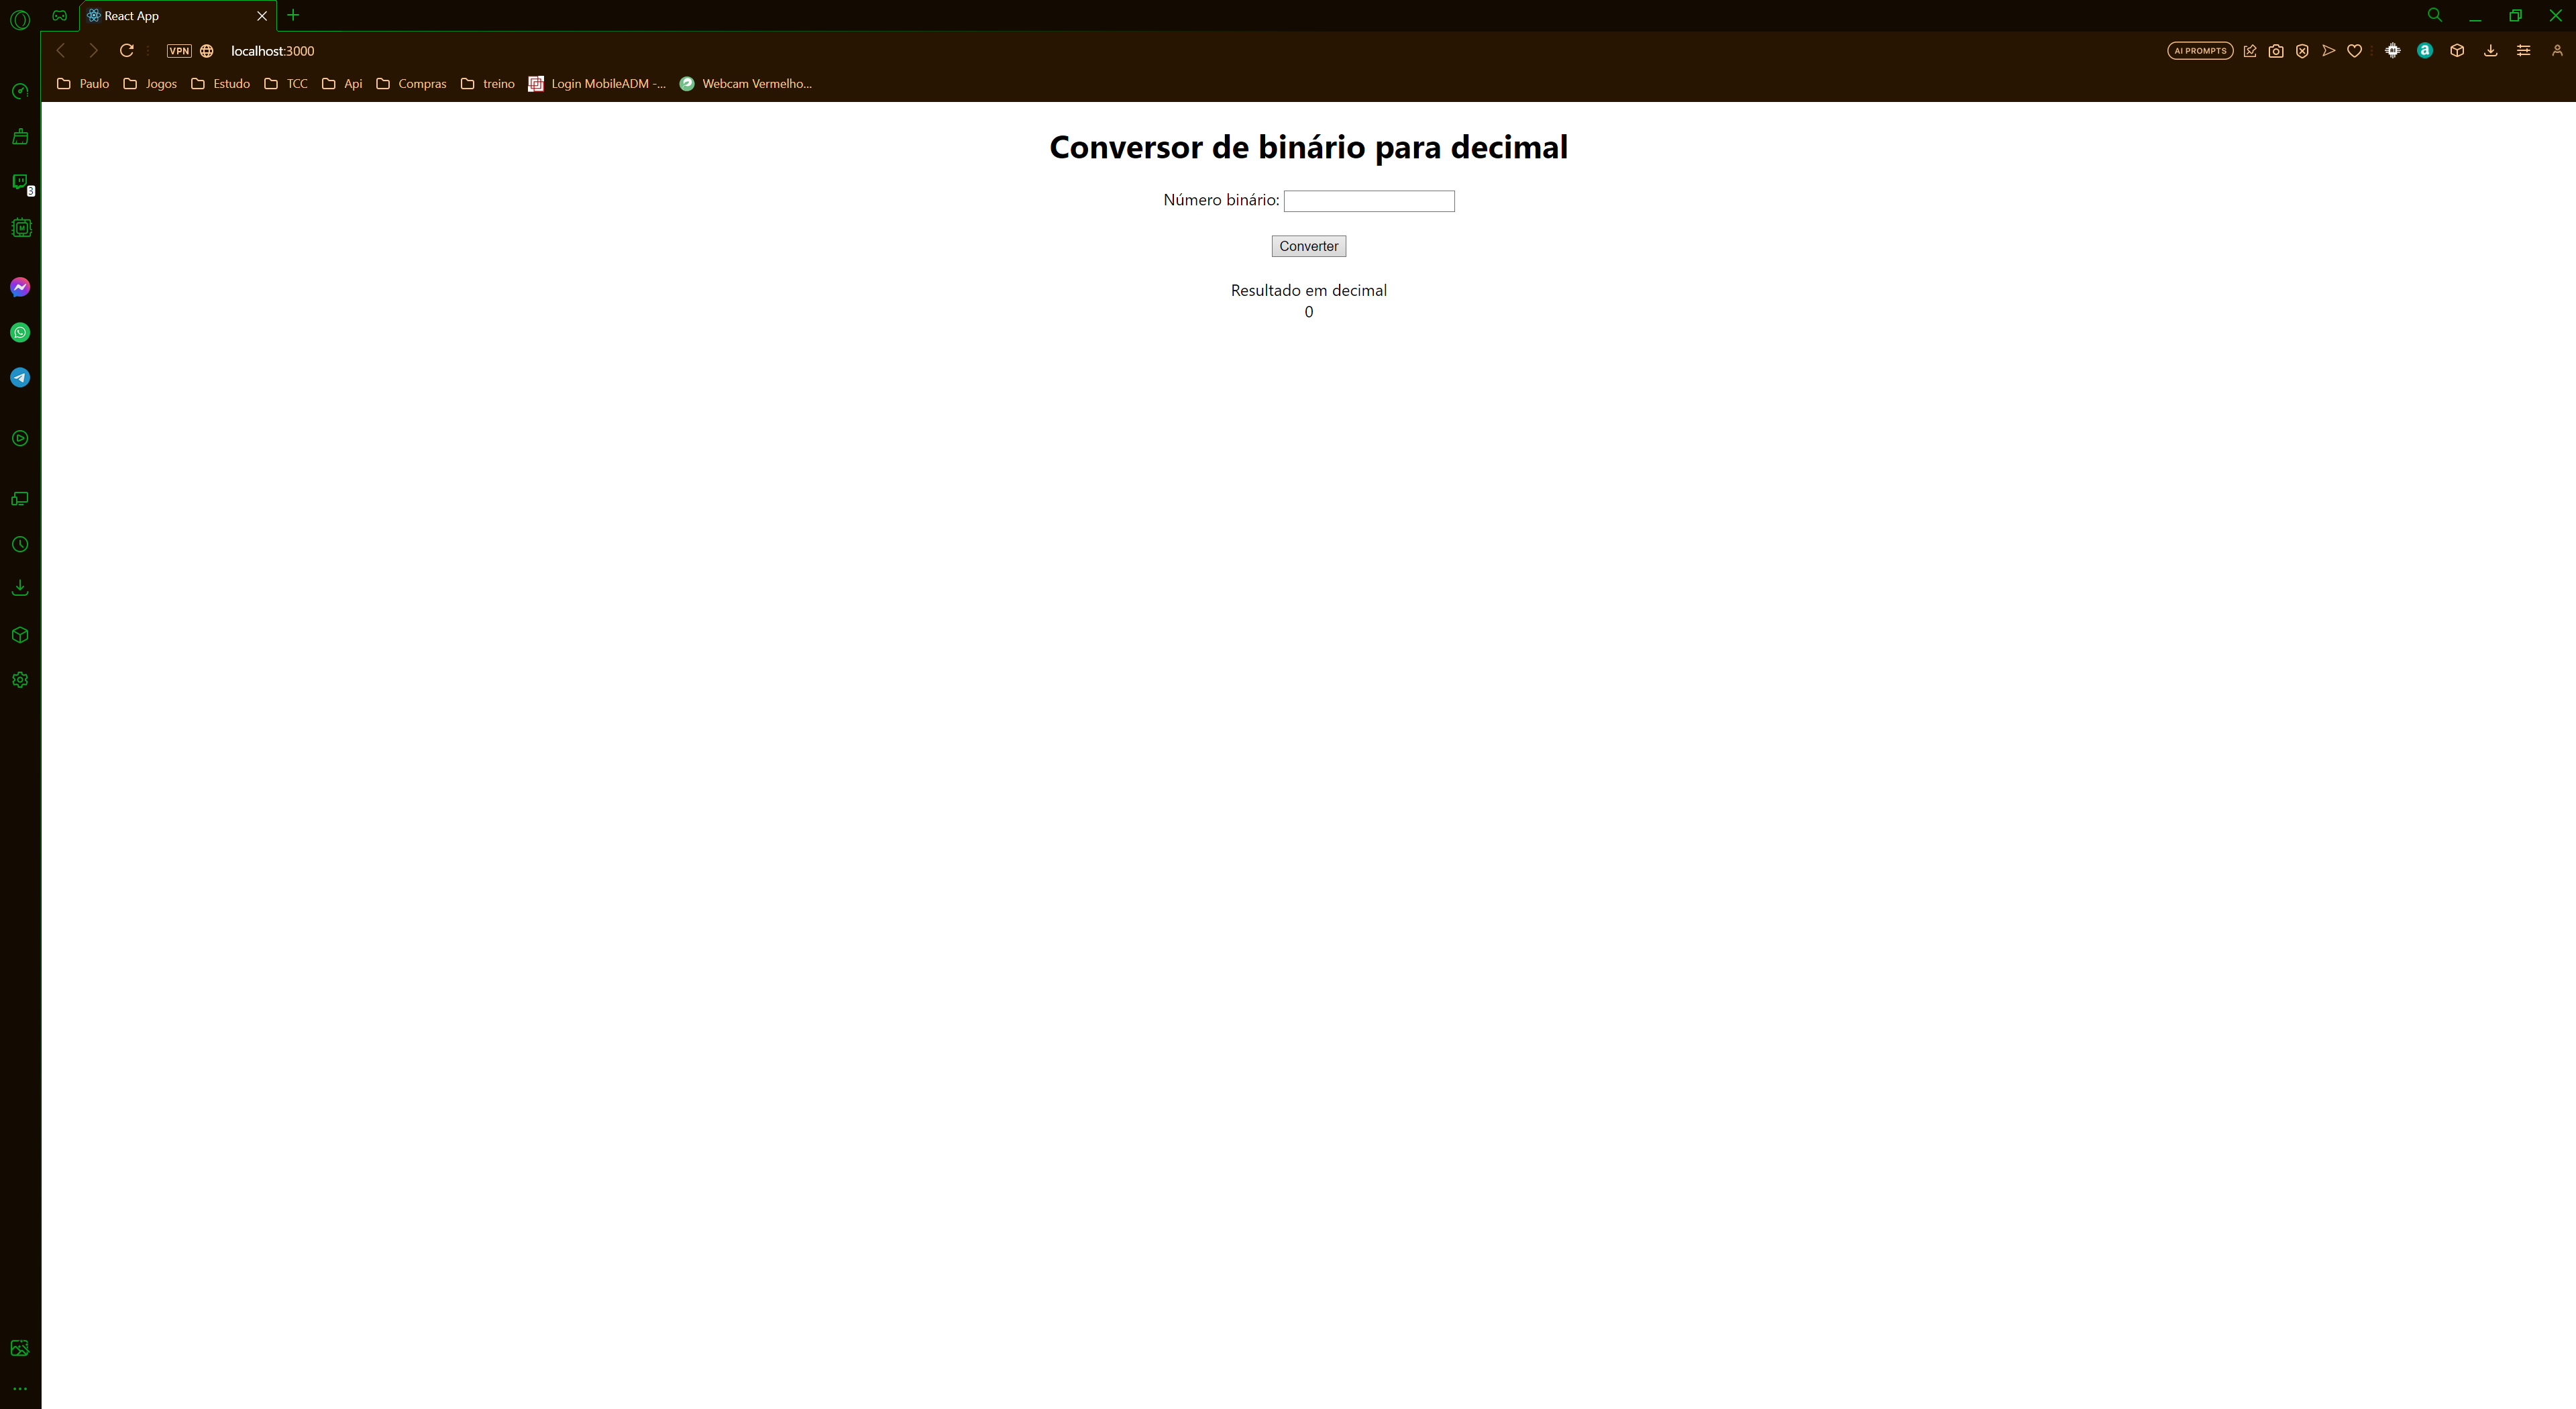 React App
VPN
localhost:3000
AI PROMPTS
Paulo Jogos Estudo TCC Api Compras treino Login MobileADM -... Webcam Vermelho...
3
M
Conversor de binário para decimal
Número binário:
Converter
Resultado em decimal
0